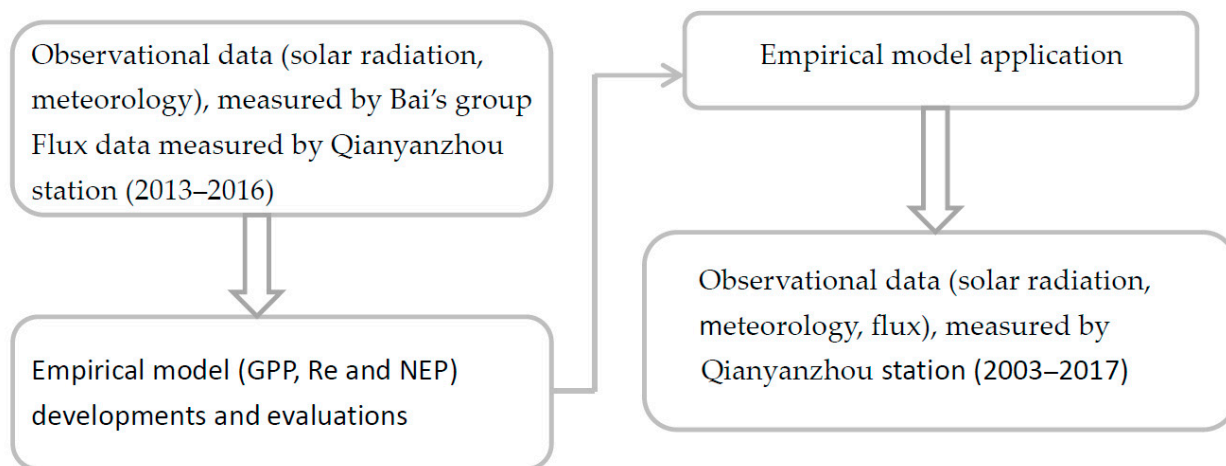 Observational data (solar radiation,
meteorology), measured by Bai’s group
Flux data measured by Qianyanzhou
station (2013–2016)
Empirical model (GPP, Re and NEP)
developments and evaluations
Empirical model application
Observational data (solar radiation,
meteorology, flux), measured by
Qianyanzhou station (2003–2017)